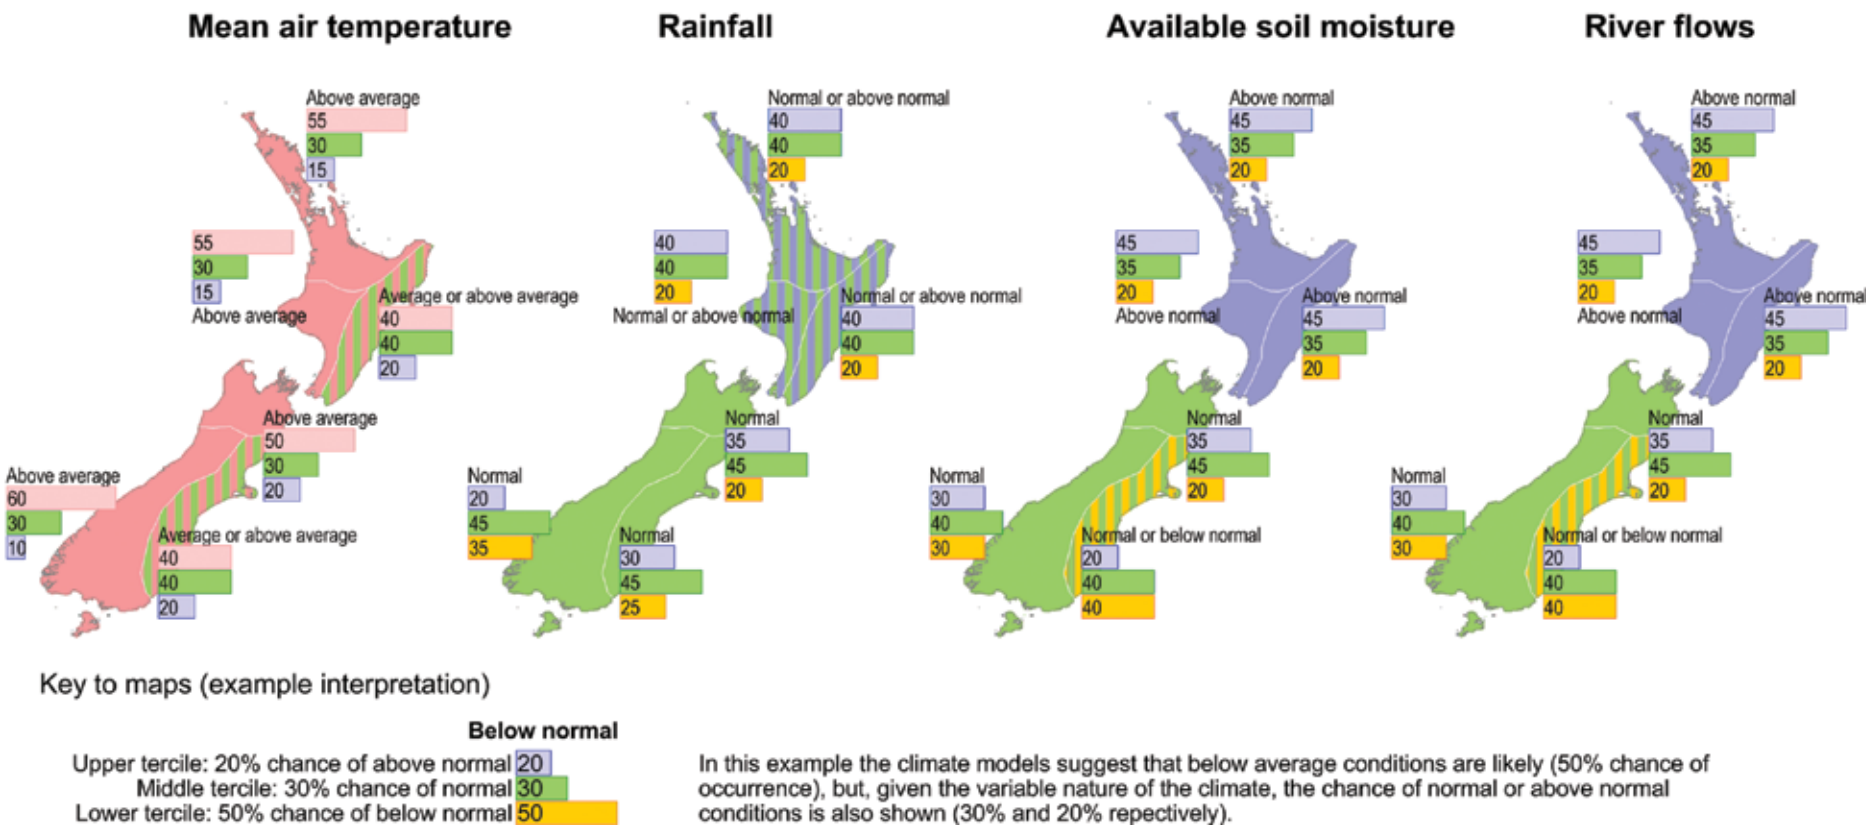 Mean air temperature
Above average
55
30
15
55
30
15
Above average
Average or above average
40
40
20
Above average
50
30
20
Above average
60
30
10
Average or above average
40
40
20
Rainfall
Normal or above normal
40
40
20
40
40
20
Normal or above normal
Normal or above normal
40
40
20
Normal
35
45
20
Normal
20
45
35
Normal
30
45
25
Available soil moisture
Above normal
45
35
20
45
35
20
Above normal
Above normal
45
35
20
Normal
35
45
20
Normal
30
40
30
Normal or below normal
20
40
40
River flows
Above normal
45
35
20
45
35
20
Above normal
Above normal
45
35
20
Normal
35
45
20
Normal
30
40
30
Normal or below normal
20
40
40
Key to maps (example interpretation)
Below normal
Upper tercile: 20% chance of above normal 20
Middle tercile: 30% chance of normal 30
Lower tercile: 50% chance of below normal 50
In this example the climate models suggest that below average conditions are likely (50% chance of
occurrence), but, given the variable nature of the climate, the chance of normal or above normal
conditions is also shown (30% and 20% repectively).